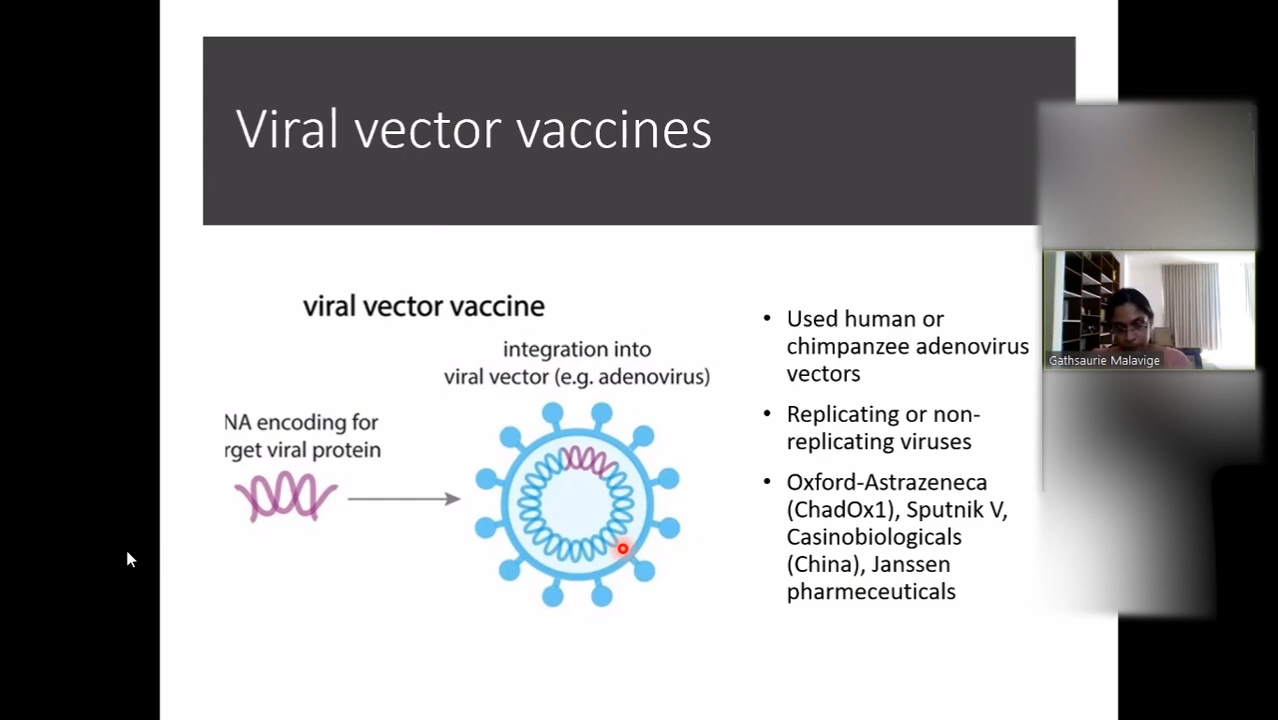 Viral vector vaccines
viral vector vaccine
integration into
viral vector (e.g. adenovirus)
NA encoding for
rget viral protein
• Used human or
chimpanzee adenovirus
vectors
• Replicating or non-
replicating viruses
• Oxford-Astrazeneca
(ChadOx1), Sputnik V,
Casinobiologicals
(China), Janssen
pharmeceuticals
Gathsaurie Malavige